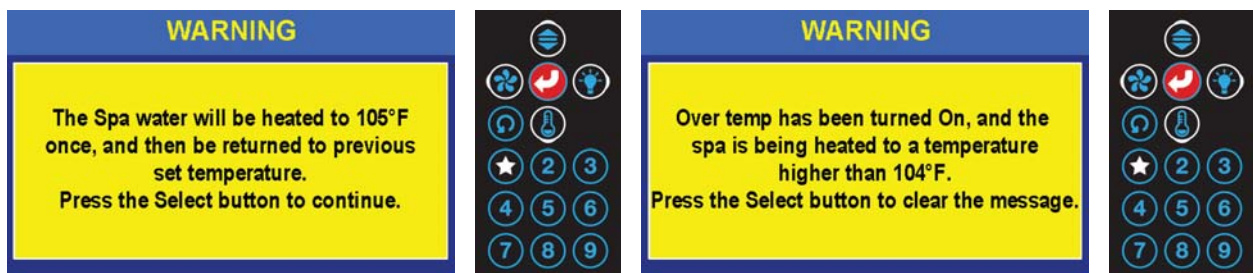 WARNING
The Spa water will be heated to 105°F
once, and then be returned to previous
set temperature.
Press the Select button to continue.
2 3
4 5 6
7 8 9
WARNING
Over temp has been turned On, and the
spa is being heated to a temperature
higher than 104°F.
Press the Select button to clear the message.
2 3
4 5 6
7 8 9